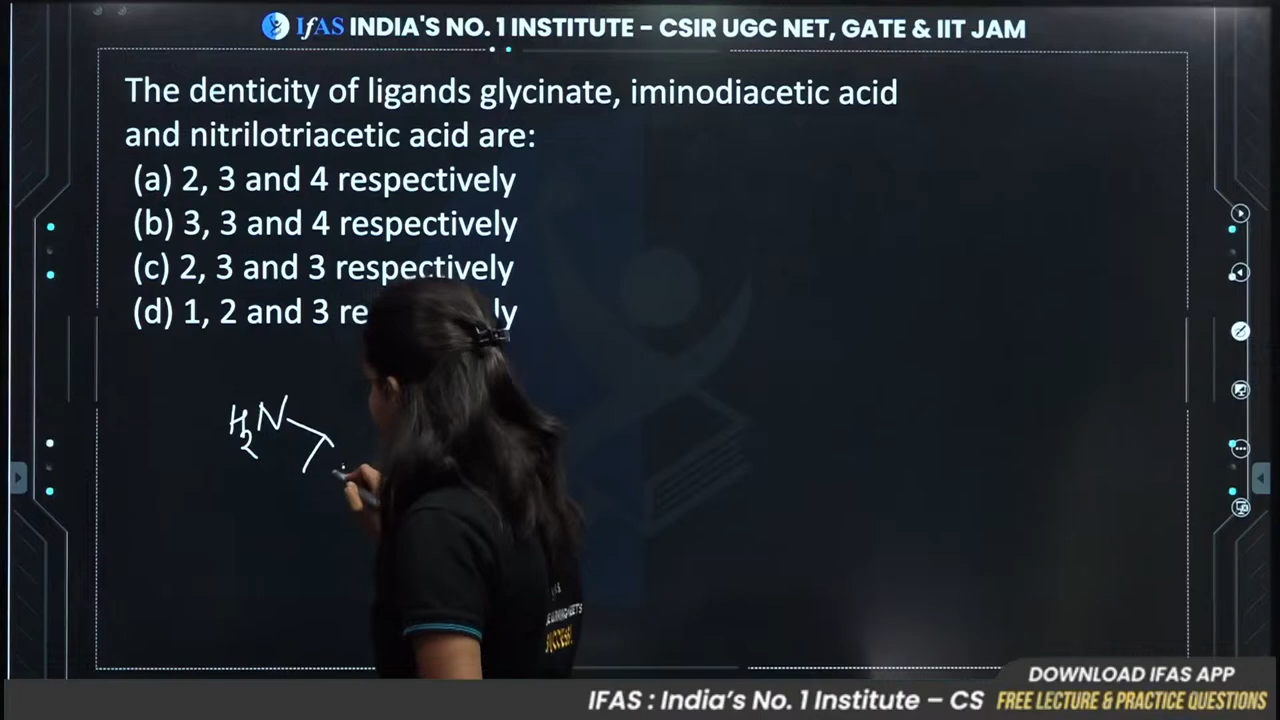 IfAS INDIA'S NO. 1 INSTITUTE – CSIR UGC NET, GATE & IIT JAM
The denticity of ligands glycinate, iminodiacetic acid
and nitrilotriacetic acid are:
(a) 2, 3 and 4 respectively
(b) 3, 3 and 4 respectively
(c) 2, 3 and 3 respectively
(d) 1, 2 and 3 re ly
H2N
DOWNLOAD IFAS APP
IFAS : India's No. 1 Institute – CS
FREE LECTURE & PRACTICE QUESTIONS